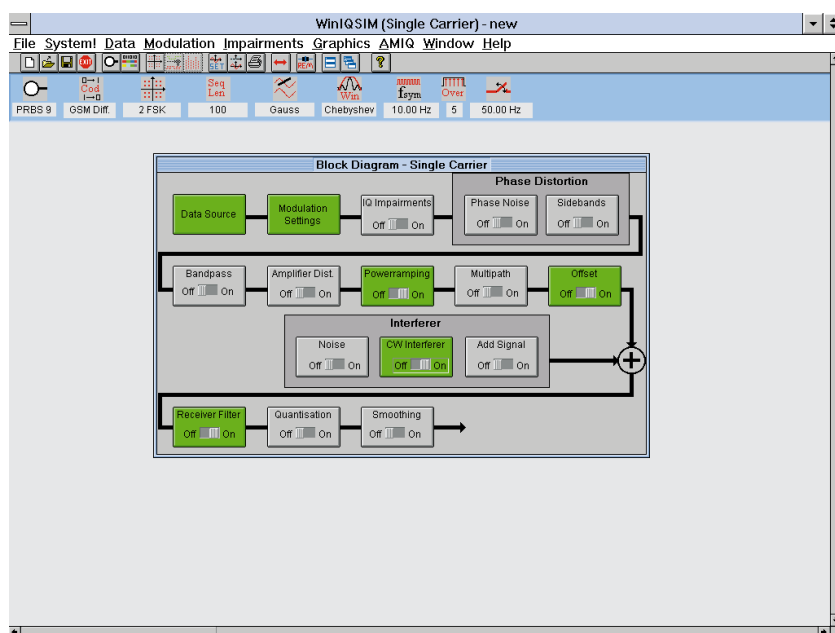 WinIQSIM (Single Carrier) - new
File System! Data Modulation Impairments Graphics AMIQ Window Help
SET REM ?
Cod Seq Len Win fsym Over
PRBS 9 GSM Diff. 2 FSK 100 Gauss Chebyshev 10.00 Hz 5 50.00 Hz
Block Diagram - Single Carrier
Phase Distortion
Data Source
Modulation
Settings
IQ Impairments
Off On
Phase Noise
Off On
Sidebands
Off On
Bandpass
Off On
Amplifier Dist.
Off On
Powerramping
Off On
Multipath
Off On
Offset
Off On
Interferer
Noise
Off On
CW Interferer
Off On
Add Signal
Off On
Receiver Filter
Off On
Quantisation
Off On
Smoothing
Off On